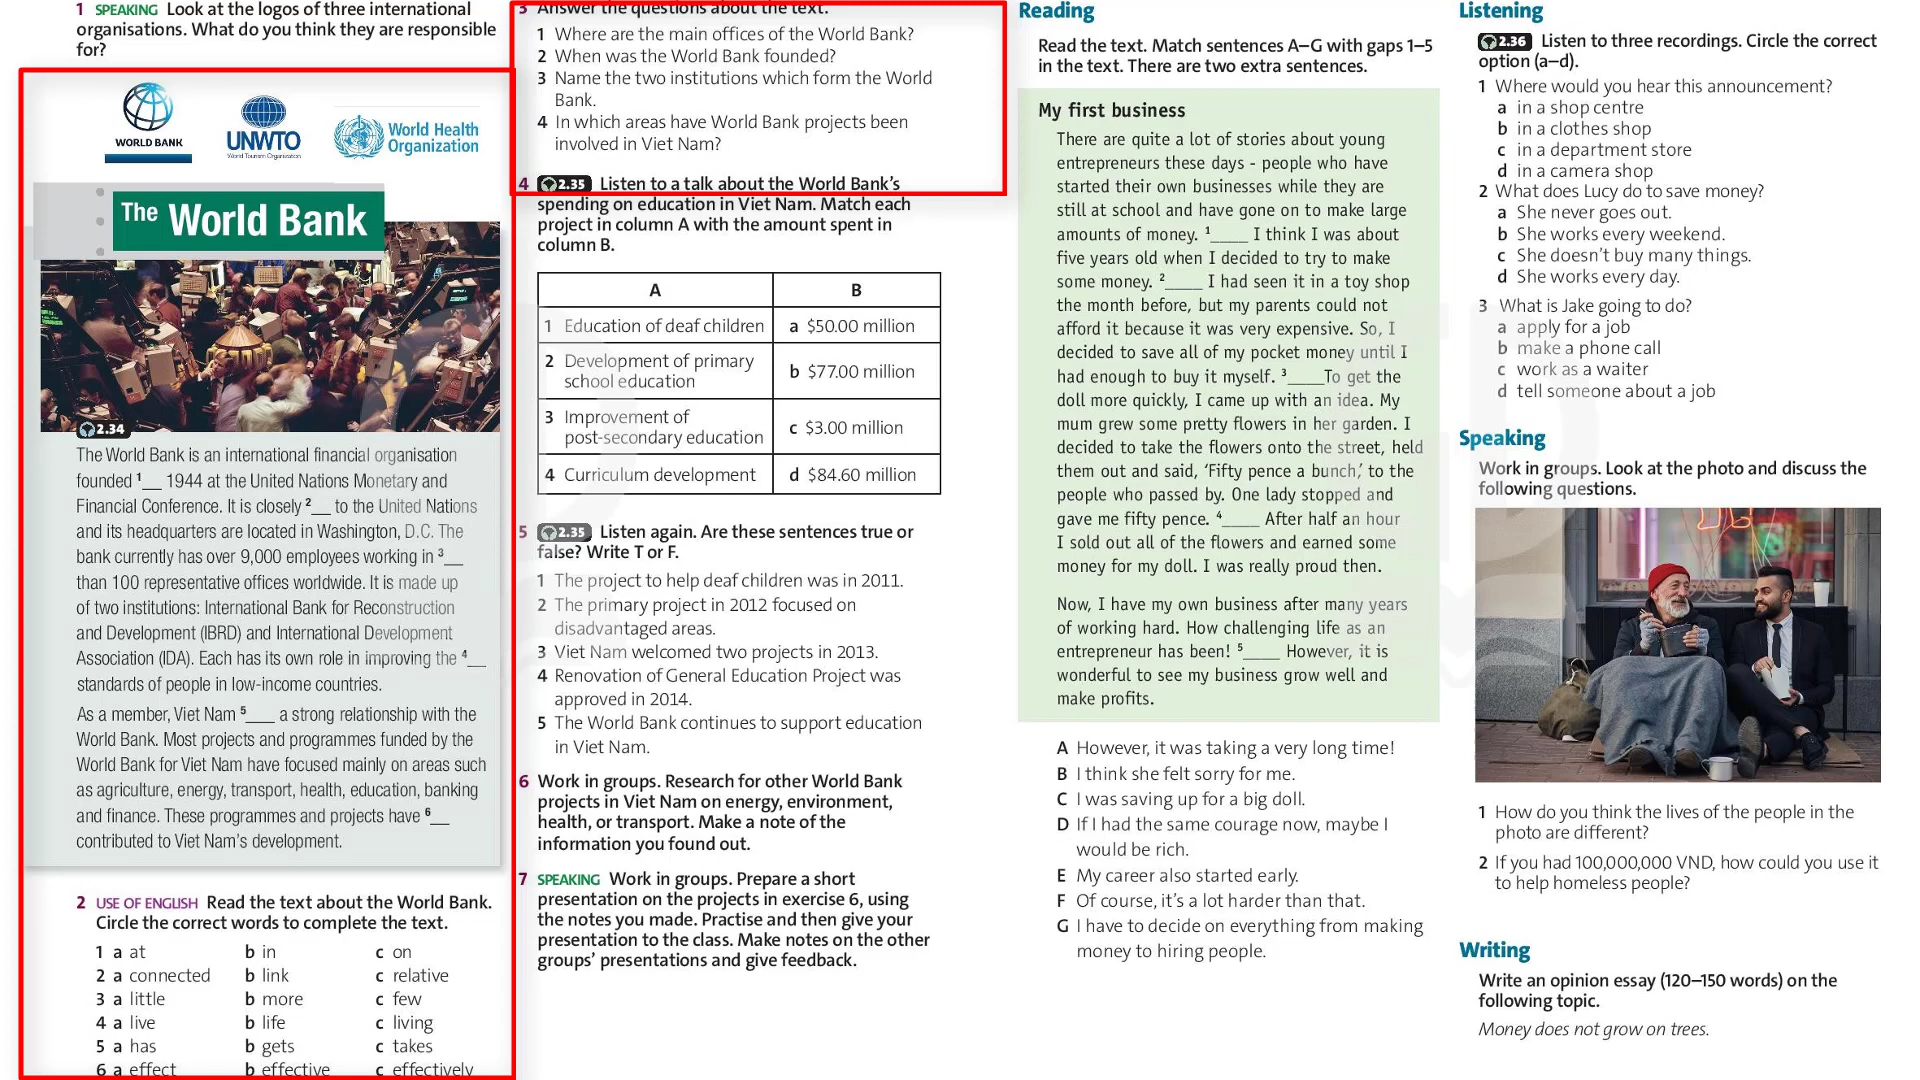 1 SPEAKING Look at the logos of three international
organisations. What do you think they are responsible
for?
WORLD BANK
UNWTO
World Tourism Organization
World Health
Organization
The World Bank
2.34
The World Bank is an international financial organisation
founded 1__ 1944 at the United Nations Monetary and
Financial Conference. It is closely 2__ to the United Nations
and its headquarters are located in Washington, D.C. The
bank currently has over 9,000 employees working in 3__
than 100 representative offices worldwide. It is made up
of two institutions: International Bank for Reconstruction
and Development (IBRD) and International Development
Association (IDA). Each has its own role in improving the 4__
standards of people in low-income countries.
As a member, Viet Nam 5___ a strong relationship with the
World Bank. Most projects and programmes funded by the
World Bank for Viet Nam have focused mainly on areas such
as agriculture, energy, transport, health, education, banking
and finance. These programmes and projects have 6__
contributed to Viet Nam's development.
2 USE OF ENGLISH Read the text about the World Bank.
Circle the correct words to complete the text.
1 a at b in c on
2 a connected b link c relative
3 a little b more c few
4 a live b life c living
5 a has b gets c takes
6 a effect b effective c effectively
3 Answer the questions about the text.
1 Where are the main offices of the World Bank?
2 When was the World Bank founded?
3 Name the two institutions which form the World
Bank.
4 In which areas have World Bank projects been
involved in Viet Nam?
4 2.35 Listen to a talk about the World Bank's
spending on education in Viet Nam. Match each
project in column A with the amount spent in
column B.
A B
1 Education of deaf children a $50.00 million
2 Development of primary
school education b $77.00 million
3 Improvement of
post-secondary education c $3.00 million
4 Curriculum development d $84.60 million
5 2.35 Listen again. Are these sentences true or
false? Write T or F.
1 The project to help deaf children was in 2011.
2 The primary project in 2012 focused on
disadvantaged areas.
3 Viet Nam welcomed two projects in 2013.
4 Renovation of General Education Project was
approved in 2014.
5 The World Bank continues to support education
in Viet Nam.
6 Work in groups. Research for other World Bank
projects in Viet Nam on energy, environment,
health, or transport. Make a note of the
information you found out.
7 SPEAKING Work in groups. Prepare a short
presentation on the projects in exercise 6, using
the notes you made. Practise and then give your
presentation to the class. Make notes on the other
groups' presentations and give feedback.
Reading
Read the text. Match sentences A–G with gaps 1–5
in the text. There are two extra sentences.
My first business
There are quite a lot of stories about young
entrepreneurs these days - people who have
started their own businesses while they are
still at school and have gone on to make large
amounts of money. 1____ I think I was about
five years old when I decided to try to make
some money. 2____ I had seen it in a toy shop
the month before, but my parents could not
afford it because it was very expensive. So, I
decided to save all of my pocket money until I
had enough to buy it myself. 3____To get the
doll more quickly, I came up with an idea. My
mum grew some pretty flowers in her garden. I
decided to take the flowers onto the street, held
them out and said, 'Fifty pence a bunch,' to the
people who passed by. One lady stopped and
gave me fifty pence. 4____ After half an hour
I sold out all of the flowers and earned some
money for my doll. I was really proud then.
Now, I have my own business after many years
of working hard. How challenging life as an
entrepreneur has been! 5____ However, it is
wonderful to see my business grow well and
make profits.
A However, it was taking a very long time!
B I think she felt sorry for me.
C I was saving up for a big doll.
D If I had the same courage now, maybe I
would be rich.
E My career also started early.
F Of course, it's a lot harder than that.
G I have to decide on everything from making
money to hiring people.
Listening
2.36 Listen to three recordings. Circle the correct
option (a–d).
1 Where would you hear this announcement?
a in a shop centre
b in a clothes shop
c in a department store
d in a camera shop
2 What does Lucy do to save money?
a She never goes out.
b She works every weekend.
c She doesn't buy many things.
d She works every day.
3 What is Jake going to do?
a apply for a job
b make a phone call
c work as a waiter
d tell someone about a job
Speaking
Work in groups. Look at the photo and discuss the
following questions.
1 How do you think the lives of the people in the
photo are different?
2 If you had 100,000,000 VND, how could you use it
to help homeless people?
Writing
Write an opinion essay (120–150 words) on the
following topic.
Money does not grow on trees.